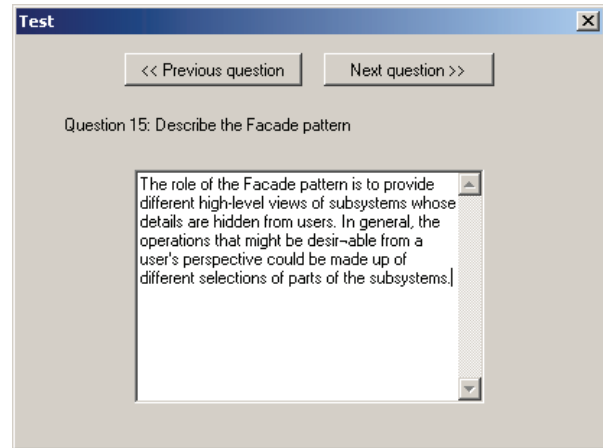 Test
<< Previous question
Next question >>
Question 15: Describe the Facade pattern
The role of the Facade pattern is to provide
different high-level views of subsystems whose
details are hidden from users. In general, the
operations that might be desir¬able from a
user's perspective could be made up of
different selections of parts of the subsystems.